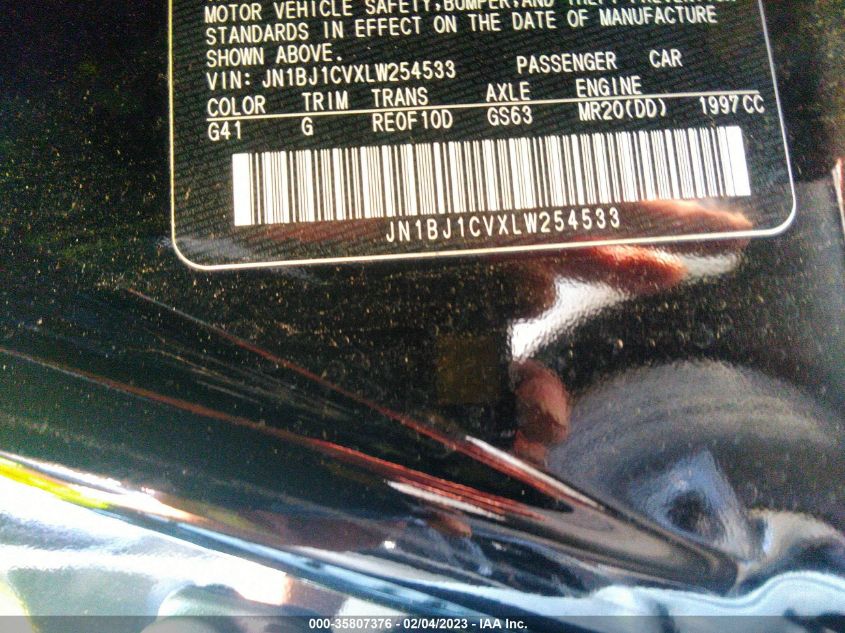 MOTOR VEHICLE SAFETY, BUMPER, AND THEFT PREVENTION
STANDARDS IN EFFECT ON THE DATE OF MANUFACTURE
SHOWN ABOVE.
VIN: JN1BJ1CVXLW254533 PASSENGER CAR
COLOR TRIM TRANS AXLE ENGINE
G41 G REOF10D GS63 MR20(DD) 1997CC
JN1BJ1CVXLW254533
000-35807376 - 02/04/2023 - IAA Inc.